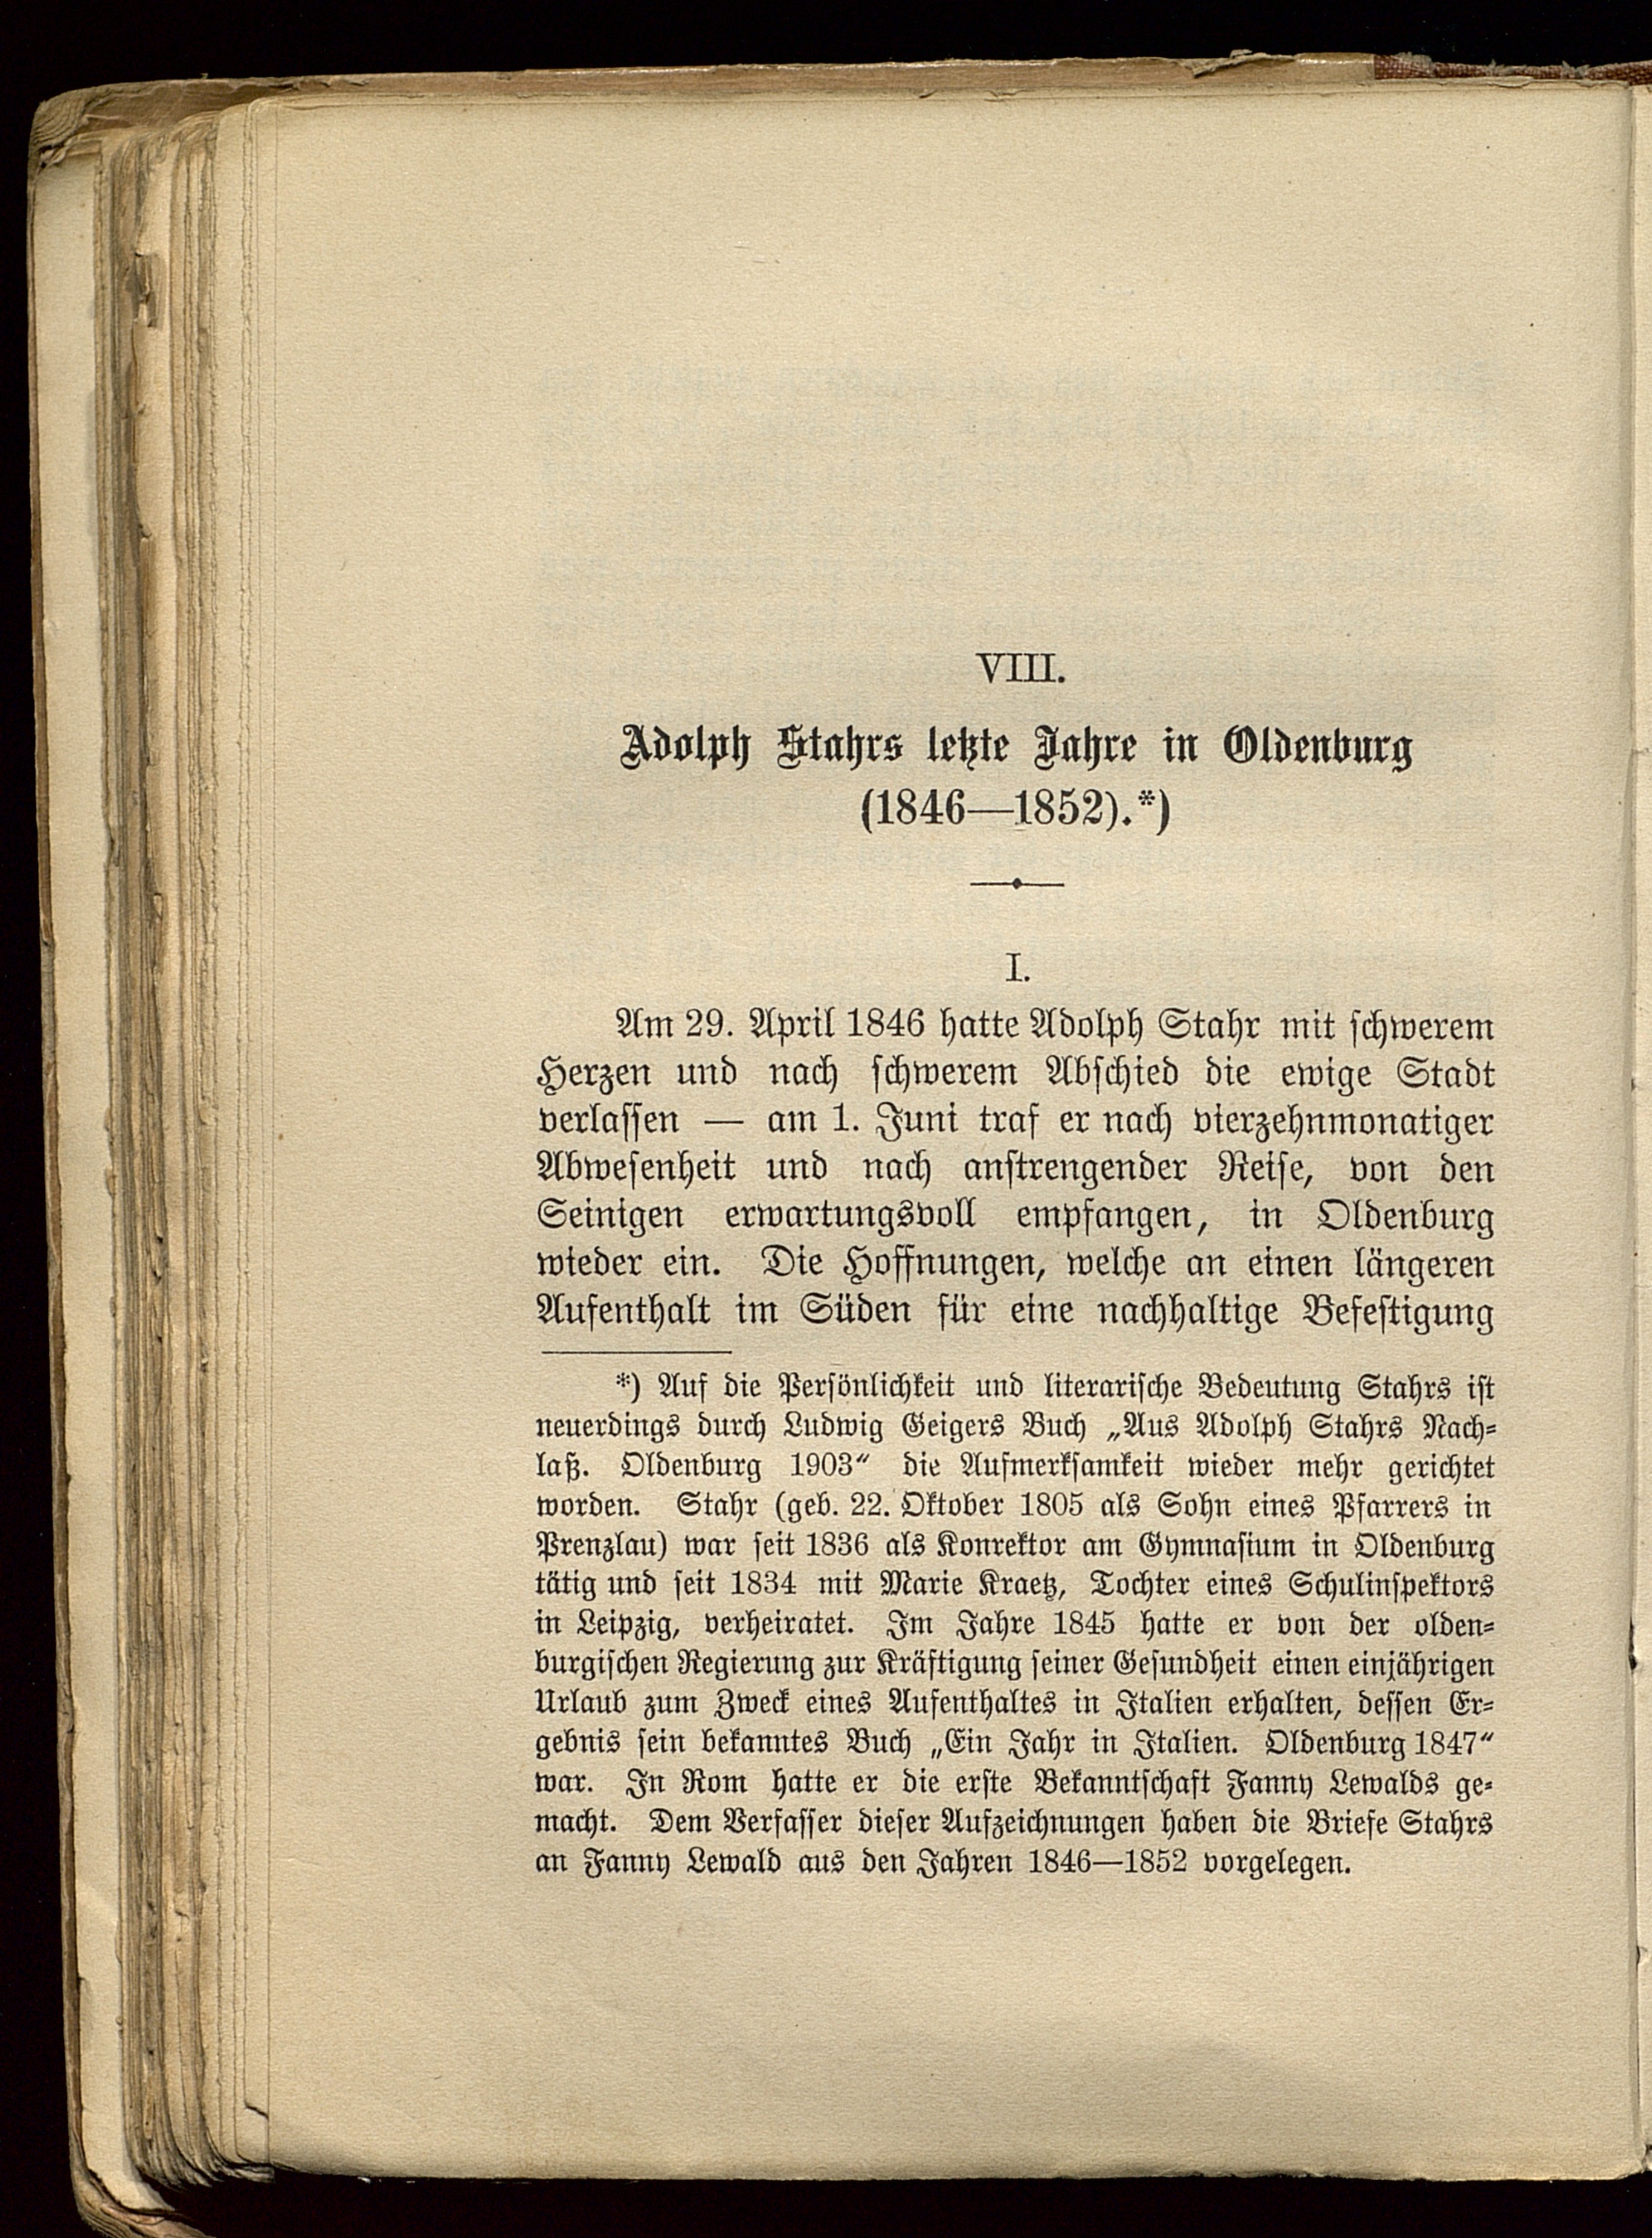 VIII.
Adolph Stahrs letzte Jahre in Oldenburg
(1846—1852).*)
I.
Am 29. April 1846 hatte Adolph Stahr mit schwerem
Herzen und nach schwerem Abschied die ewige Stadt
verlassen — am 1. Juni traf er nach vierzehnmonatiger
Abwesenheit und nach anstrengender Reise, von den
Seinigen erwartungsvoll empfangen, in Oldenburg
wieder ein. Die Hoffnungen, welche an einen längeren
Aufenthalt im Süden für eine nachhaltige Befestigung
*) Auf die Persönlichkeit und literarische Bedeutung Stahrs ist
neuerdings durch Ludwig Geigers Buch „Aus Adolph Stahrs Nach-
laß. Oldenburg 1903“ die Aufmerksamkeit wieder mehr gerichtet
worden. Stahr (geb. 22. Oktober 1805 als Sohn eines Pfarrers in
Prenzlau) war seit 1836 als Konrektor am Gymnasium in Oldenburg
tätig und seit 1834 mit Marie Kraetz, Tochter eines Schulinspektors
in Leipzig, verheiratet. Im Jahre 1845 hatte er von der olden-
burgischen Regierung zur Kräftigung seiner Gesundheit einen einjährigen
Urlaub zum Zweck eines Aufenthaltes in Italien erhalten, dessen Er-
gebnis sein bekanntes Buch „Ein Jahr in Italien. Oldenburg 1847“
war. In Rom hatte er die erste Bekanntschaft Fanny Lewalds ge-
macht. Dem Verfasser dieser Aufzeichnungen haben die Briefe Stahrs
an Fanny Lewald aus den Jahren 1846—1852 vorgelegen.